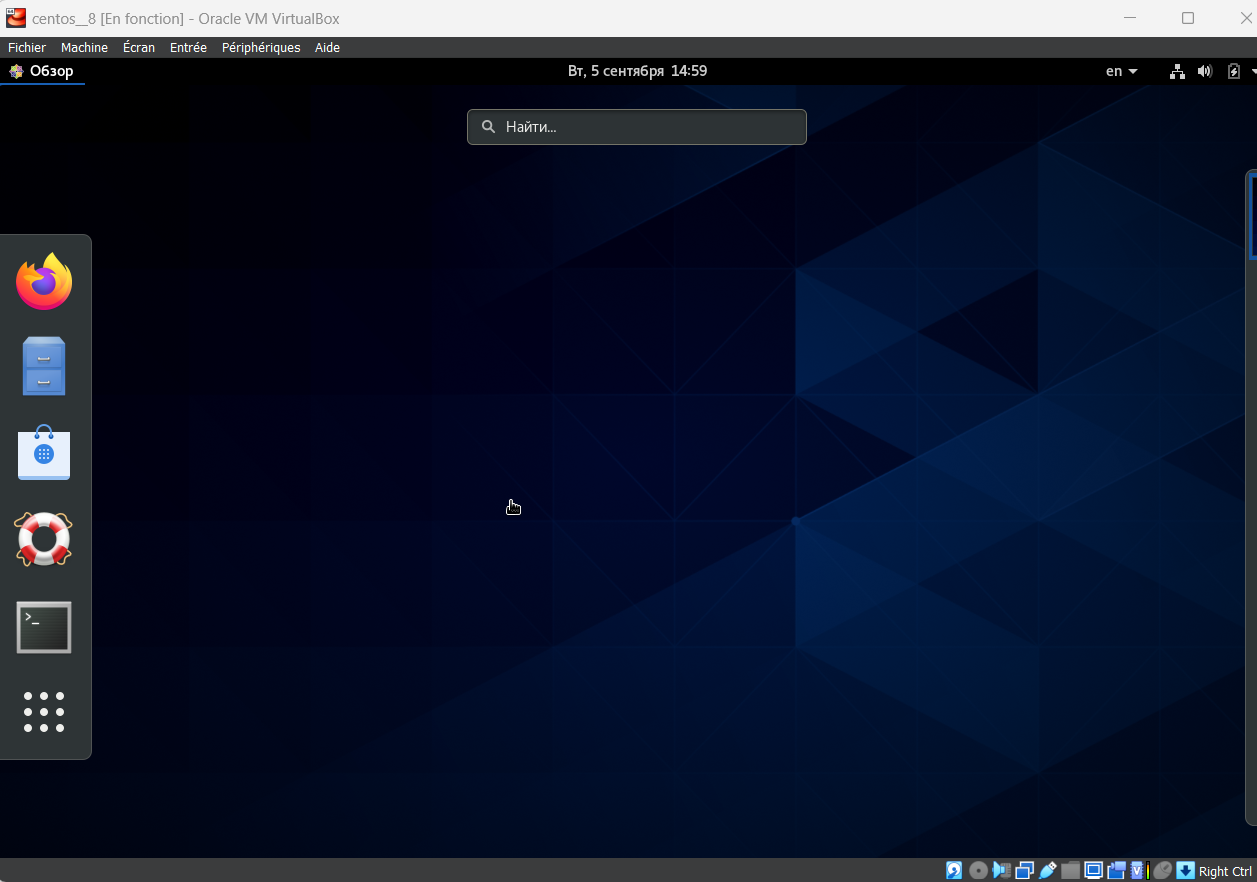 centos__8 [En fonction] - Oracle VM VirtualBox
Fichier Machine Écran Entrée Périphériques Aide
Обзор Вт, 5 сентября 14:59 en
Найти...
>_
Right Ctrl